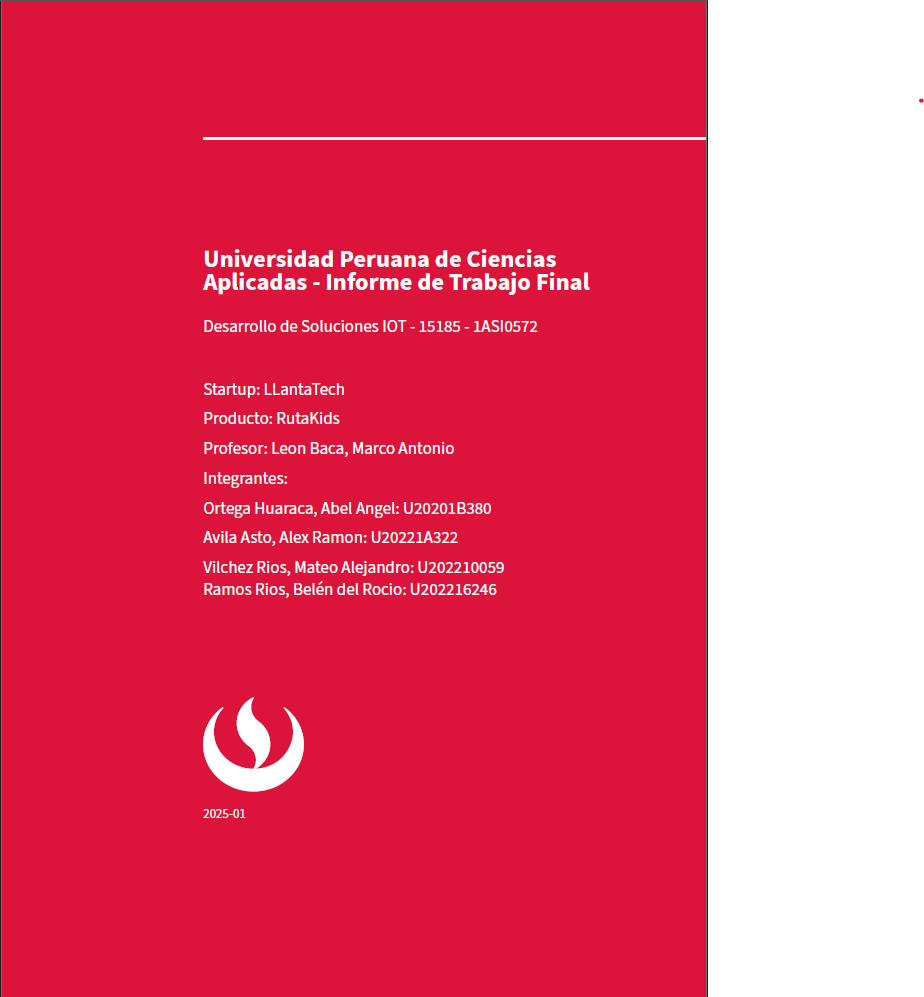 Universidad Peruana de Ciencias
Aplicadas - Informe de Trabajo Final
Desarrollo de Soluciones IOT - 15185 - 1ASI0572
Startup: LLantaTech
Producto: RutaKids
Profesor: Leon Baca, Marco Antonio
Integrantes:
Ortega Huaraca, Abel Angel: U20201B380
Avila Asto, Alex Ramon: U20221A322
Vilchez Rios, Mateo Alejandro: U202210059
Ramos Rios, Belén del Rocio: U202216246
2025-01